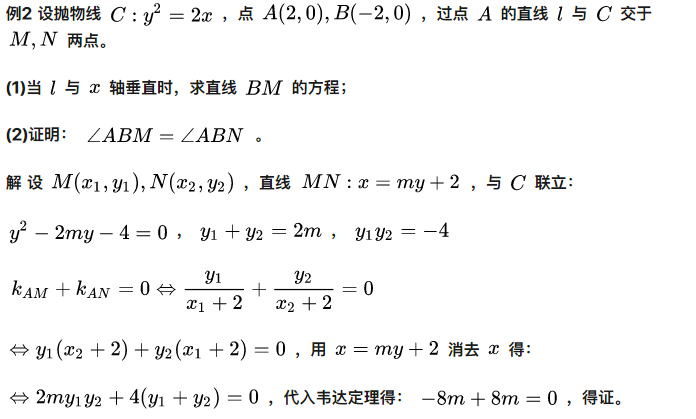 例2 设抛物线 $C: y^2 = 2x$ ，点 $A(2,0), B(-2,0)$ ，过点 $A$ 的直线 $l$ 与 $C$ 交于
$M, N$ 两点。
(1)当 $l$ 与 $x$ 轴垂直时，求直线 $BM$ 的方程；
(2)证明： $\angle ABM = \angle ABN$ 。
解 设 $M(x_1, y_1), N(x_2, y_2)$ ，直线 $MN: x = my + 2$ ，与 $C$ 联立：
$y^2 - 2my - 4 = 0$ ， $y_1 + y_2 = 2m$ ， $y_1 y_2 = -4$
$k_{AM} + k_{AN} = 0 \Leftrightarrow \frac{y_1}{x_1 + 2} + \frac{y_2}{x_2 + 2} = 0$
$\Leftrightarrow y_1(x_2 + 2) + y_2(x_1 + 2) = 0$ ，用 $x = my + 2$ 消去 $x$ 得：
$\Leftrightarrow 2my_1 y_2 + 4(y_1 + y_2) = 0$ ，代入韦达定理得： $-8m + 8m = 0$ ，得证。